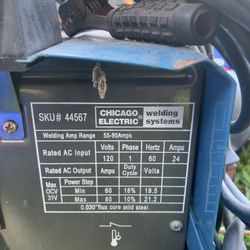 SKU# 44567
CHICAGO ELECTRIC welding systems
Welding Amp Range 55-90Amps
Rated AC Input Volts Phase Hertz Amps
120 1 60 24
Rated AC Output Amps Duty Cycle Volts
Max OCV 31V Power Step
Min 60 18% 19.5
Max 80 10% 21.2
0.030"flux core mild steel